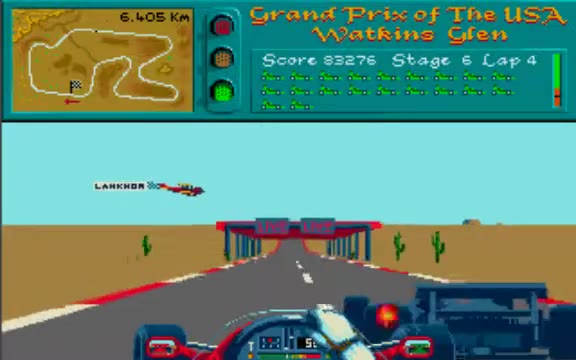 6.405 Km
Grand Prix of The USA
Watkins Glen
Score 83276 Stage 6 Lap 4
LANKHOR